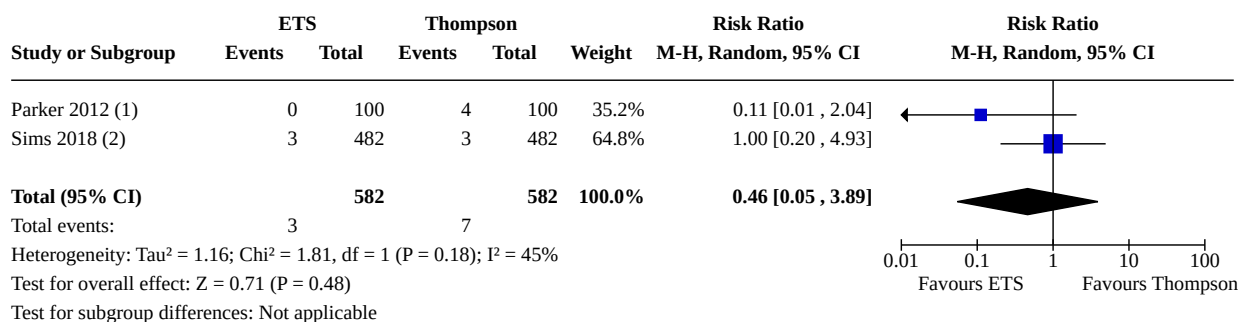 ETS Thompson Risk Ratio Risk Ratio
Study or Subgroup Events Total Events Total Weight M-H, Random, 95% CI M-H, Random, 95% CI
Parker 2012 (1) 0 100 4 100 35.2% 0.11 [0.01 , 2.04]
Sims 2018 (2) 3 482 3 482 64.8% 1.00 [0.20 , 4.93]
Total (95% CI) 582 582 100.0% 0.46 [0.05 , 3.89]
Total events: 3 7
Heterogeneity: Tau² = 1.16; Chi² = 1.81, df = 1 (P = 0.18); I² = 45%
0.01 0.1 1 10 100
Test for overall effect: Z = 0.71 (P = 0.48)
Favours ETS Favours Thompson
Test for subgroup differences: Not applicable